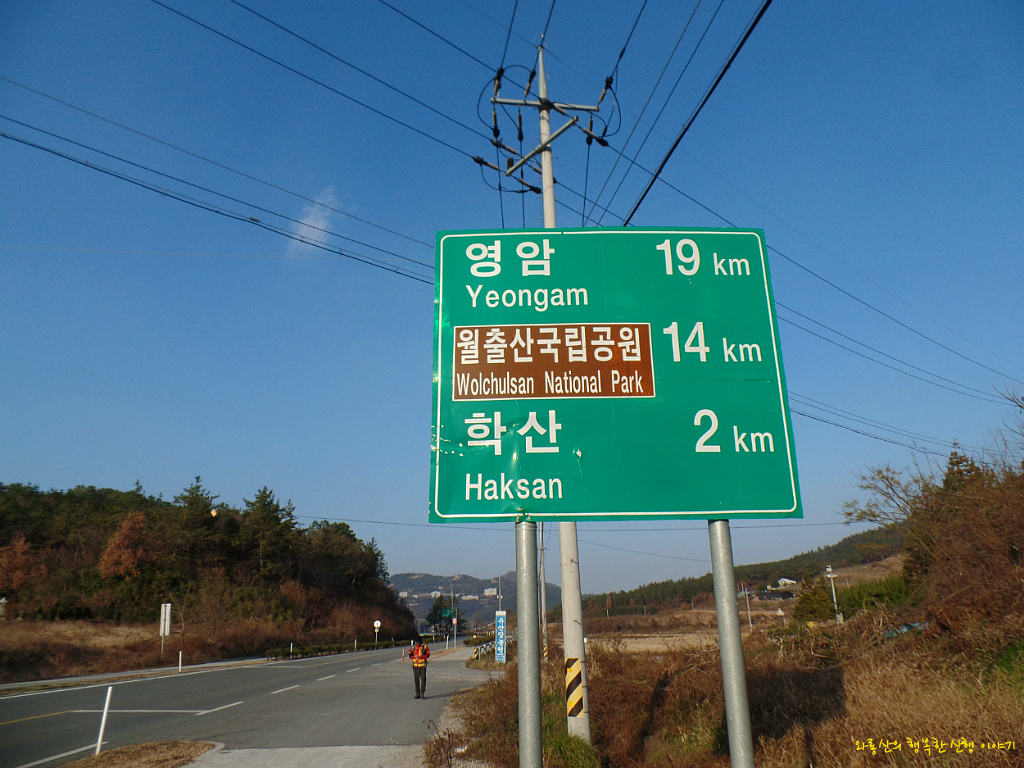 영암 19 km
Yeongam
월출산국립공원 14 km
Wolchulsan National Park
학산 2 km
Haksan
와룡산의 행복한 산행 이야기